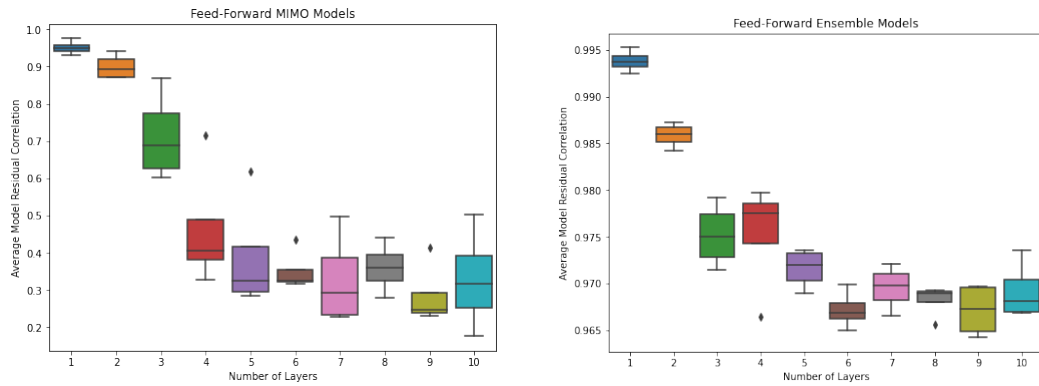 Feed-Forward MIMO Models
Average Model Residual Correlation
1.0
0.9
0.8
0.7
0.6
0.5
0.4
0.3
0.2
1 2 3 4 5 6 7 8 9 10
Number of Layers
Feed-Forward Ensemble Models
Average Model Residual Correlation
0.995
0.990
0.985
0.980
0.975
0.970
0.965
1 2 3 4 5 6 7 8 9 10
Number of Layers